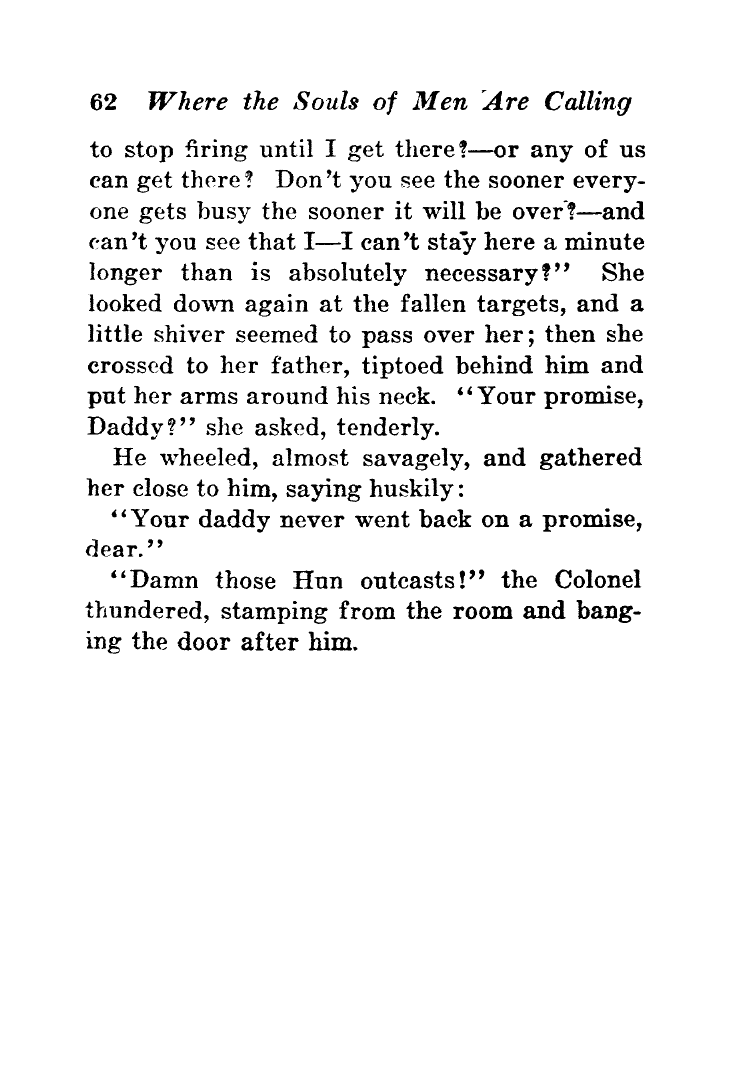 62 Where the Souls of Men Are Calling
to stop firing until I get there?—or any of us
can get there? Don't you see the sooner every-
one gets busy the sooner it will be over?—and
can't you see that I—I can't stay here a minute
longer than is absolutely necessary?" She
looked down again at the fallen targets, and a
little shiver seemed to pass over her; then she
crossed to her father, tiptoed behind him and
put her arms around his neck. "Your promise,
Daddy?" she asked, tenderly.
He wheeled, almost savagely, and gathered
her close to him, saying huskily:
"Your daddy never went back on a promise,
dear."
"Damn those Hun outcasts!" the Colonel
thundered, stamping from the room and bang-
ing the door after him.